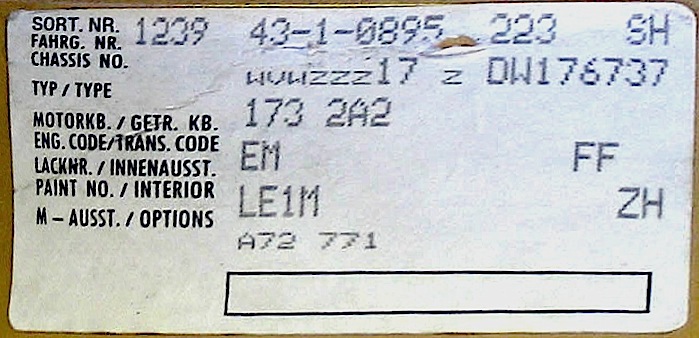 SORT. NR. 1239 43-1-0895 223 SH
FAHRG. NR.
CHASSIS NO. WVWZZZ17 Z DW176737
TYP / TYPE 173 2A2
MOTORKB. / GETR. KB.
ENG. CODE/TRANS. CODE EM FF
LACKNR. / INNENAUSST.
PAINT NO. / INTERIOR LE1M ZH
M - AUSST. / OPTIONS A72 771